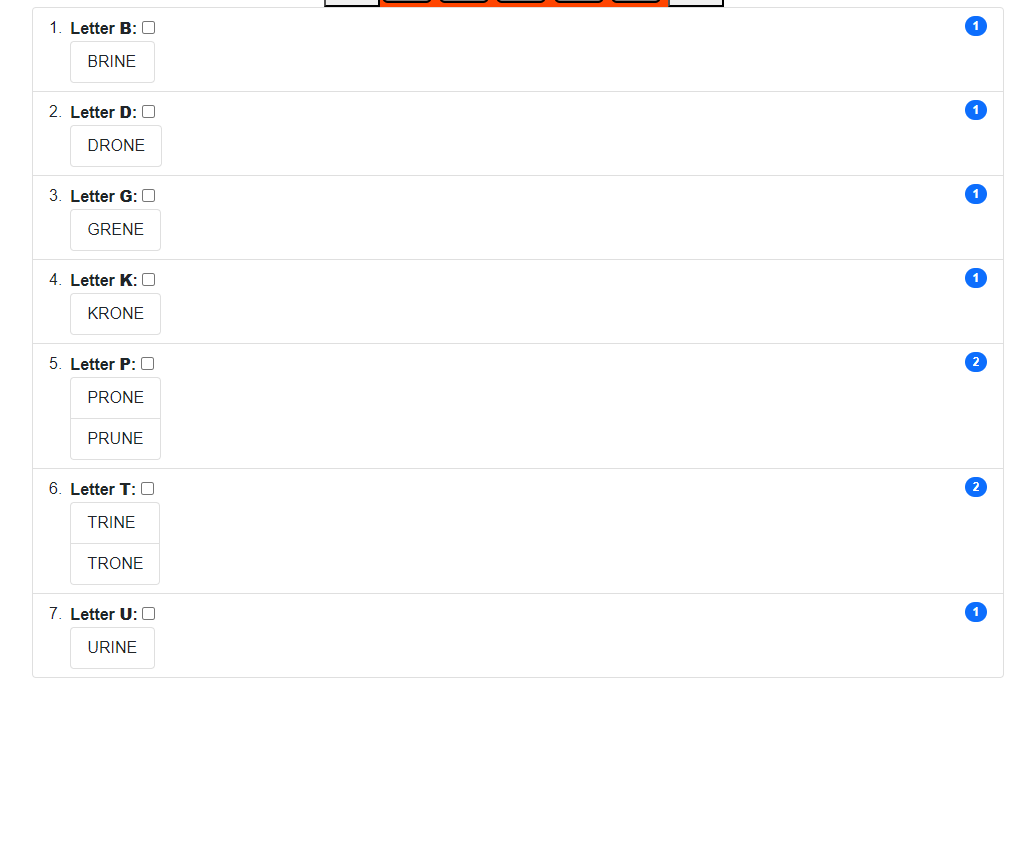 1. Letter B: 1
BRINE
2. Letter D: 1
DRONE
3. Letter G: 1
GRENE
4. Letter K: 1
KRONE
5. Letter P: 2
PRONE
PRUNE
6. Letter T: 2
TRINE
TRONE
7. Letter U: 1
URINE